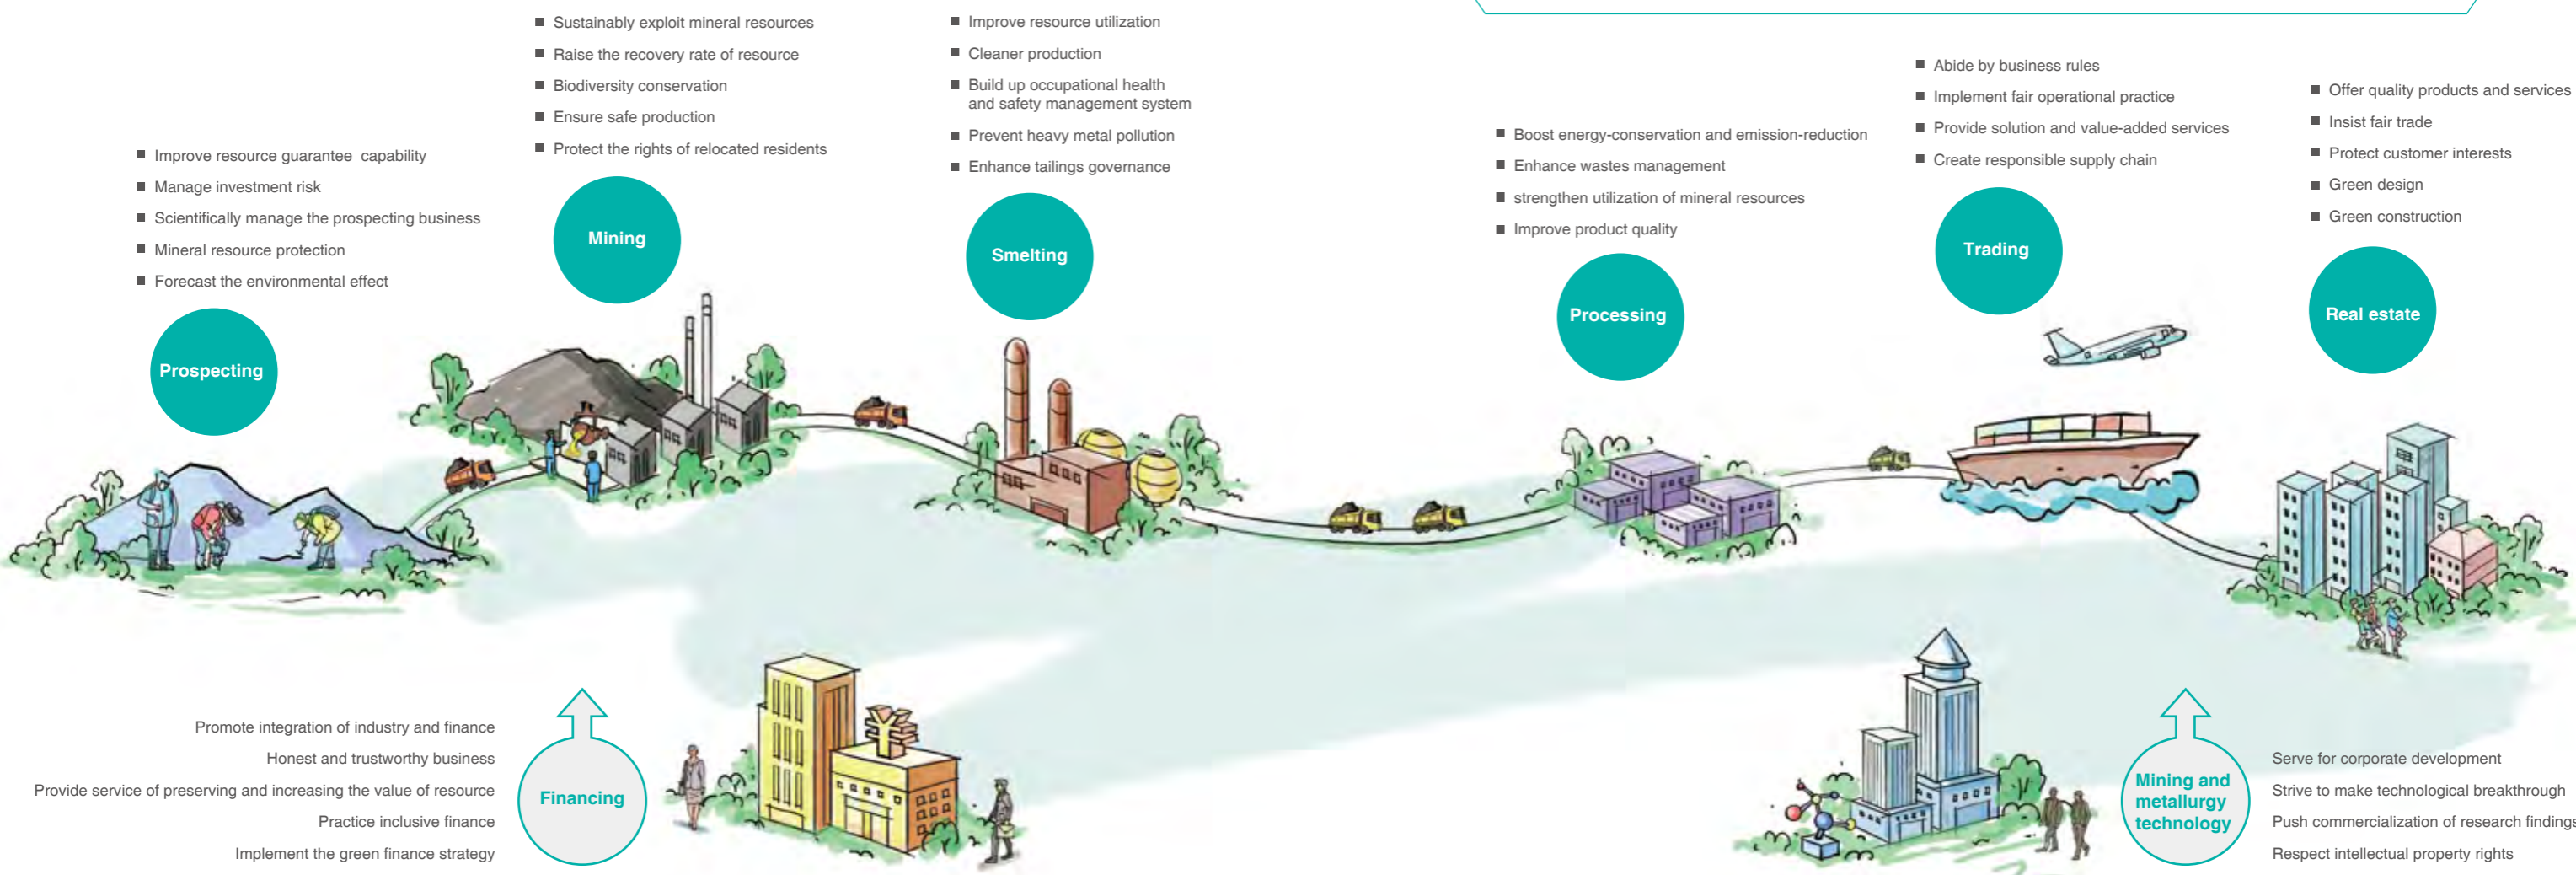 Improve resource guarantee capability
Manage investment risk
Scientifically manage the prospecting business
Mineral resource protection
Forecast the environmental effect
Prospecting
Sustainably exploit mineral resources
Raise the recovery rate of resource
Biodiversity conservation
Ensure safe production
Protect the rights of relocated residents
Mining
Improve resource utilization
Cleaner production
Build up occupational health
and safety management system
Prevent heavy metal pollution
Enhance tailings governance
Smelting
Boost energy-conservation and emission-reduction
Enhance wastes management
strengthen utilization of mineral resources
Improve product quality
Processing
Abide by business rules
Implement fair operational practice
Provide solution and value-added services
Create responsible supply chain
Trading
Offer quality products and services
Insist fair trade
Protect customer interests
Green design
Green construction
Real estate
Promote integration of industry and finance
Honest and trustworthy business
Provide service of preserving and increasing the value of resource
Practice inclusive finance
Implement the green finance strategy
Financing
¥
Mining and
metallurgy
technology
Serve for corporate development
Strive to make technological breakthrough
Push commercialization of research findings
Respect intellectual property rights